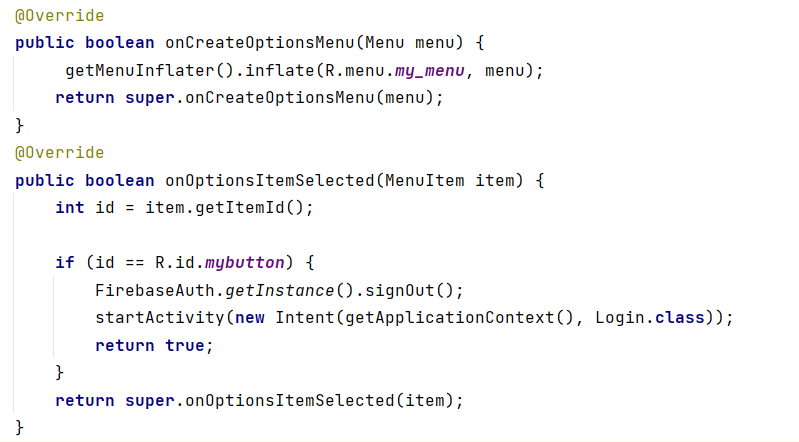 @Override
public boolean onCreateOptionsMenu(Menu menu) {
     getMenuInflater().inflate(R.menu.my_menu, menu);
    return super.onCreateOptionsMenu(menu);
}
@Override
public boolean onOptionsItemSelected(MenuItem item) {
    int id = item.getItemId();

    if (id == R.id.mybutton) {
        FirebaseAuth.getInstance().signOut();
        startActivity(new Intent(getApplicationContext(), Login.class));
        return true;
    }
    return super.onOptionsItemSelected(item);
}